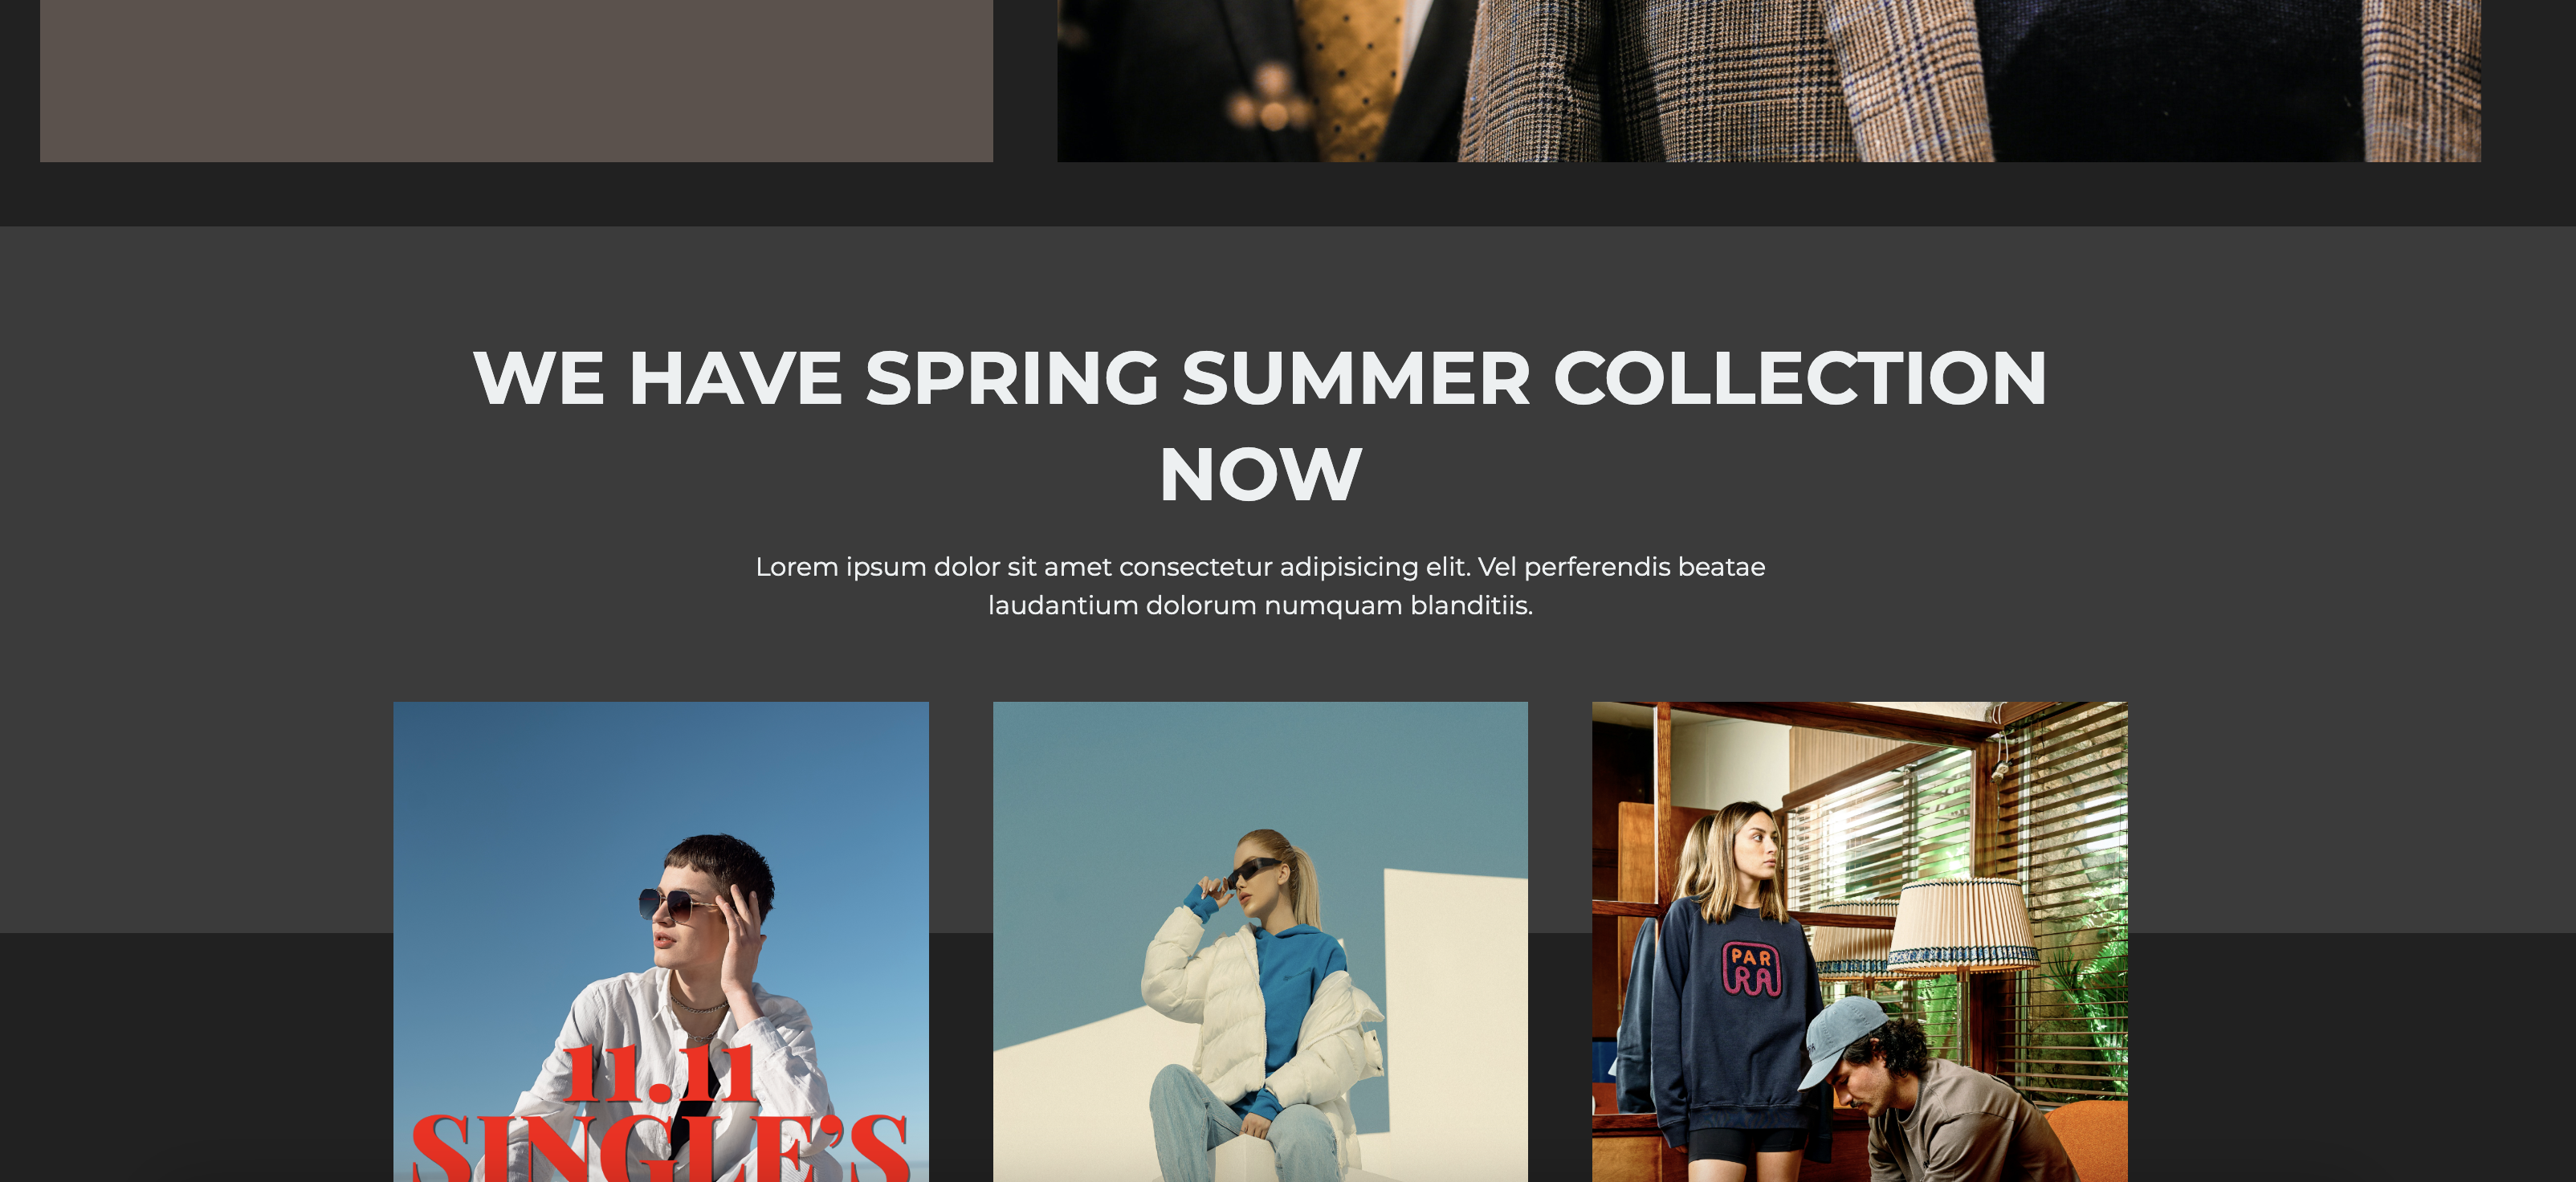 WE HAVE SPRING SUMMER COLLECTION
NOW
Lorem ipsum dolor sit amet consectetur adipisicing elit. Vel perferendis beatae
laudantium dolorum numquam blanditiis.
11.11
SINGLE'S
PAR
RA